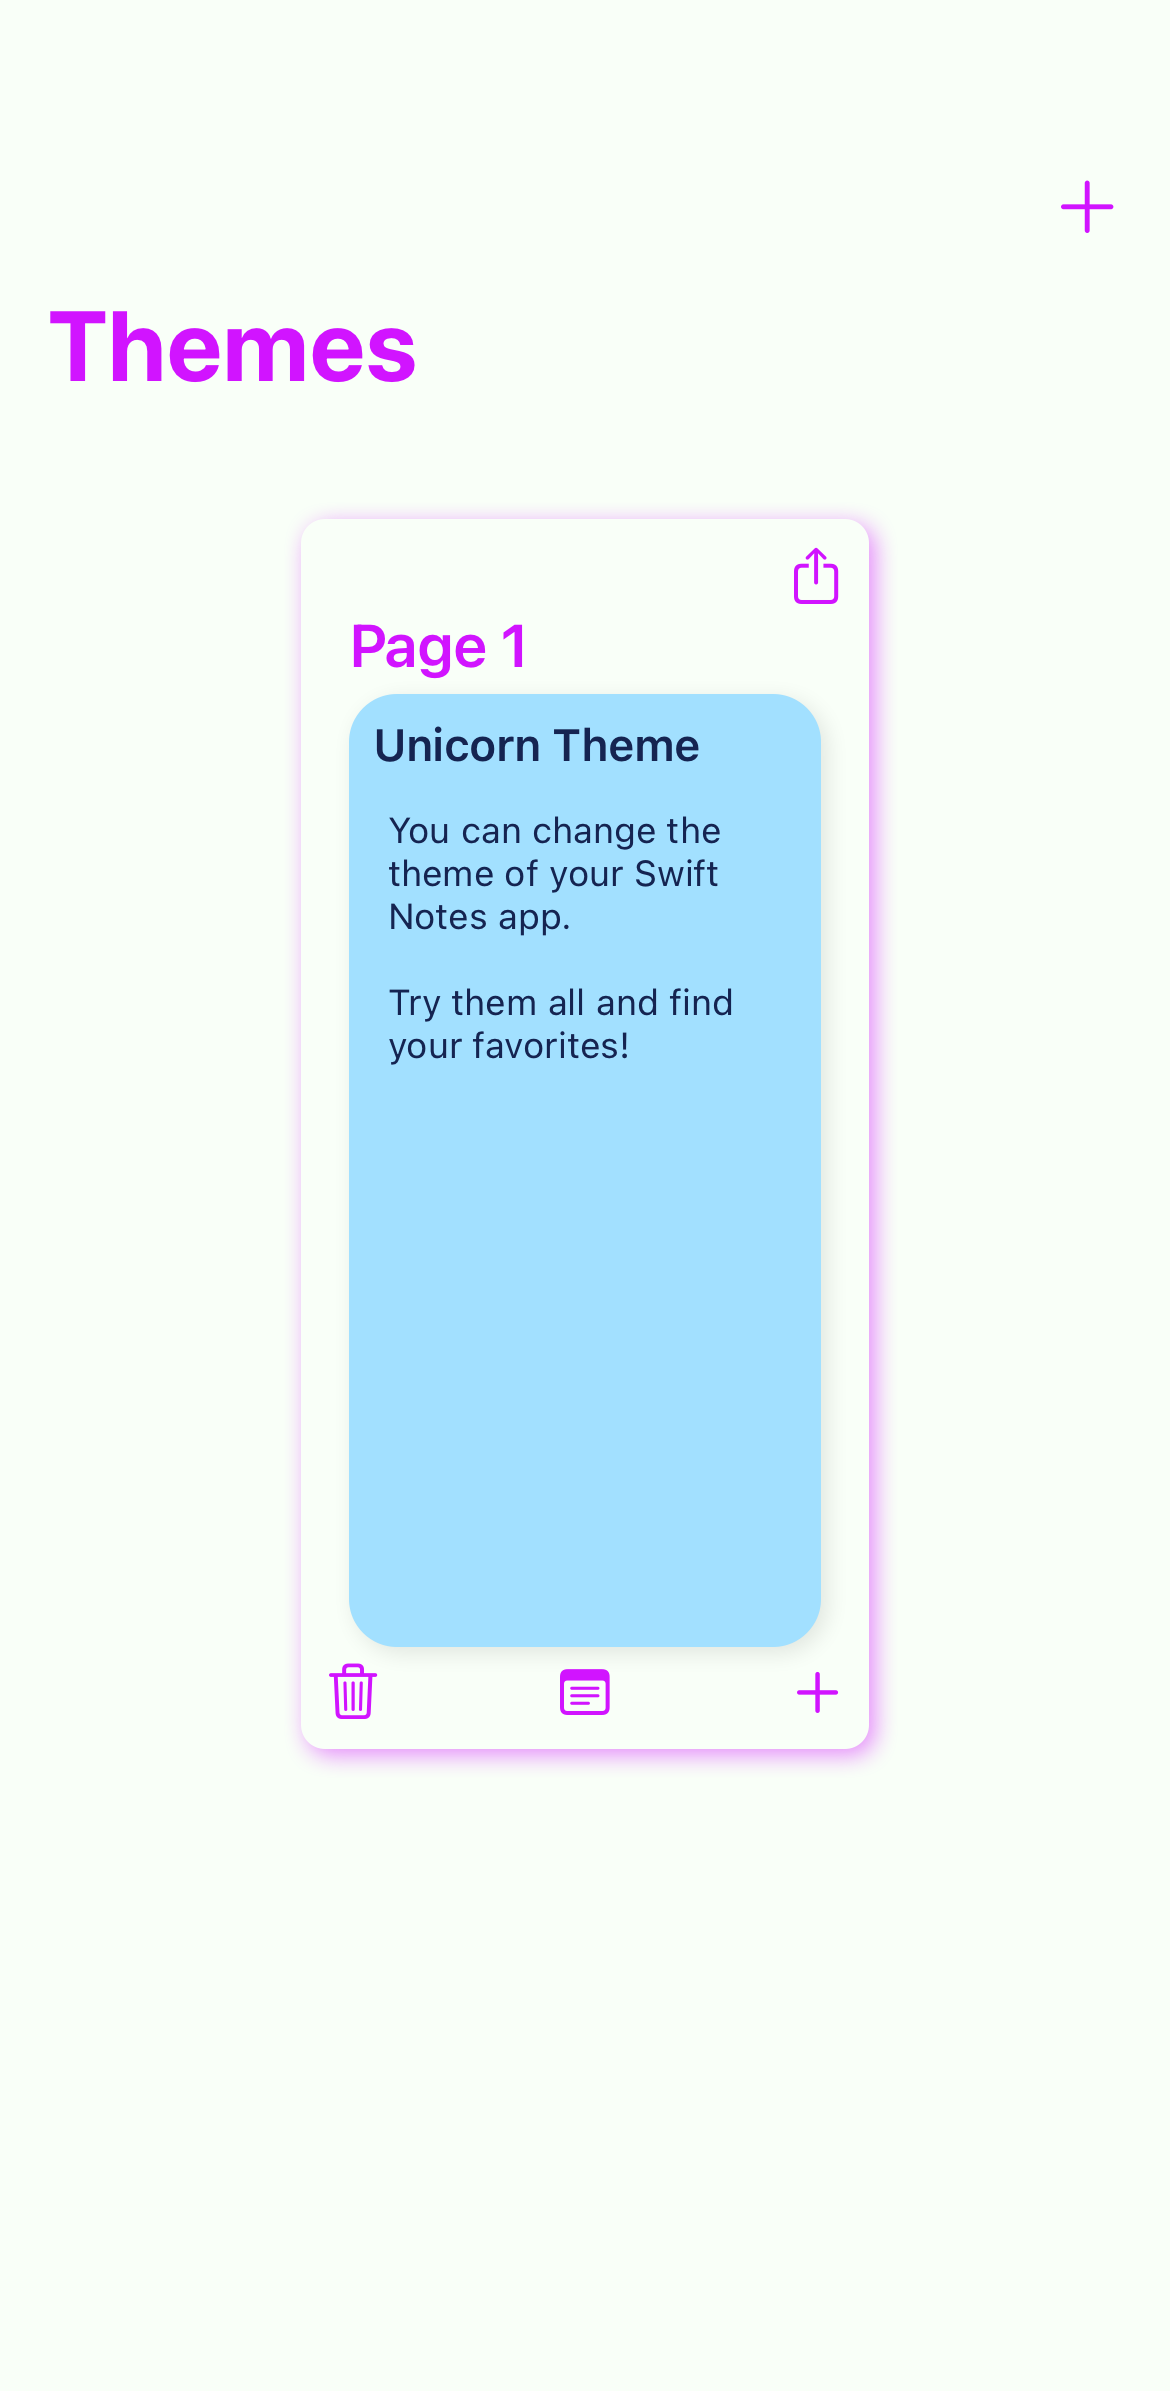 Themes
Page 1
Unicorn Theme
You can change the
theme of your Swift
Notes app.
Try them all and find
your favorites!